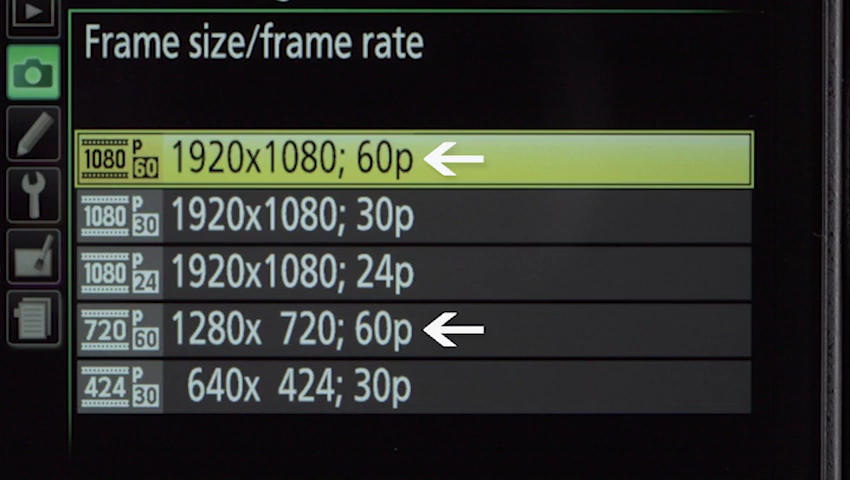 Frame size/frame rate
1080 P 60 1920x1080; 60p
1080 P 30 1920x1080; 30p
1080 P 24 1920x1080; 24p
720 P 60 1280x 720; 60p
424 P 30 640x 424; 30p